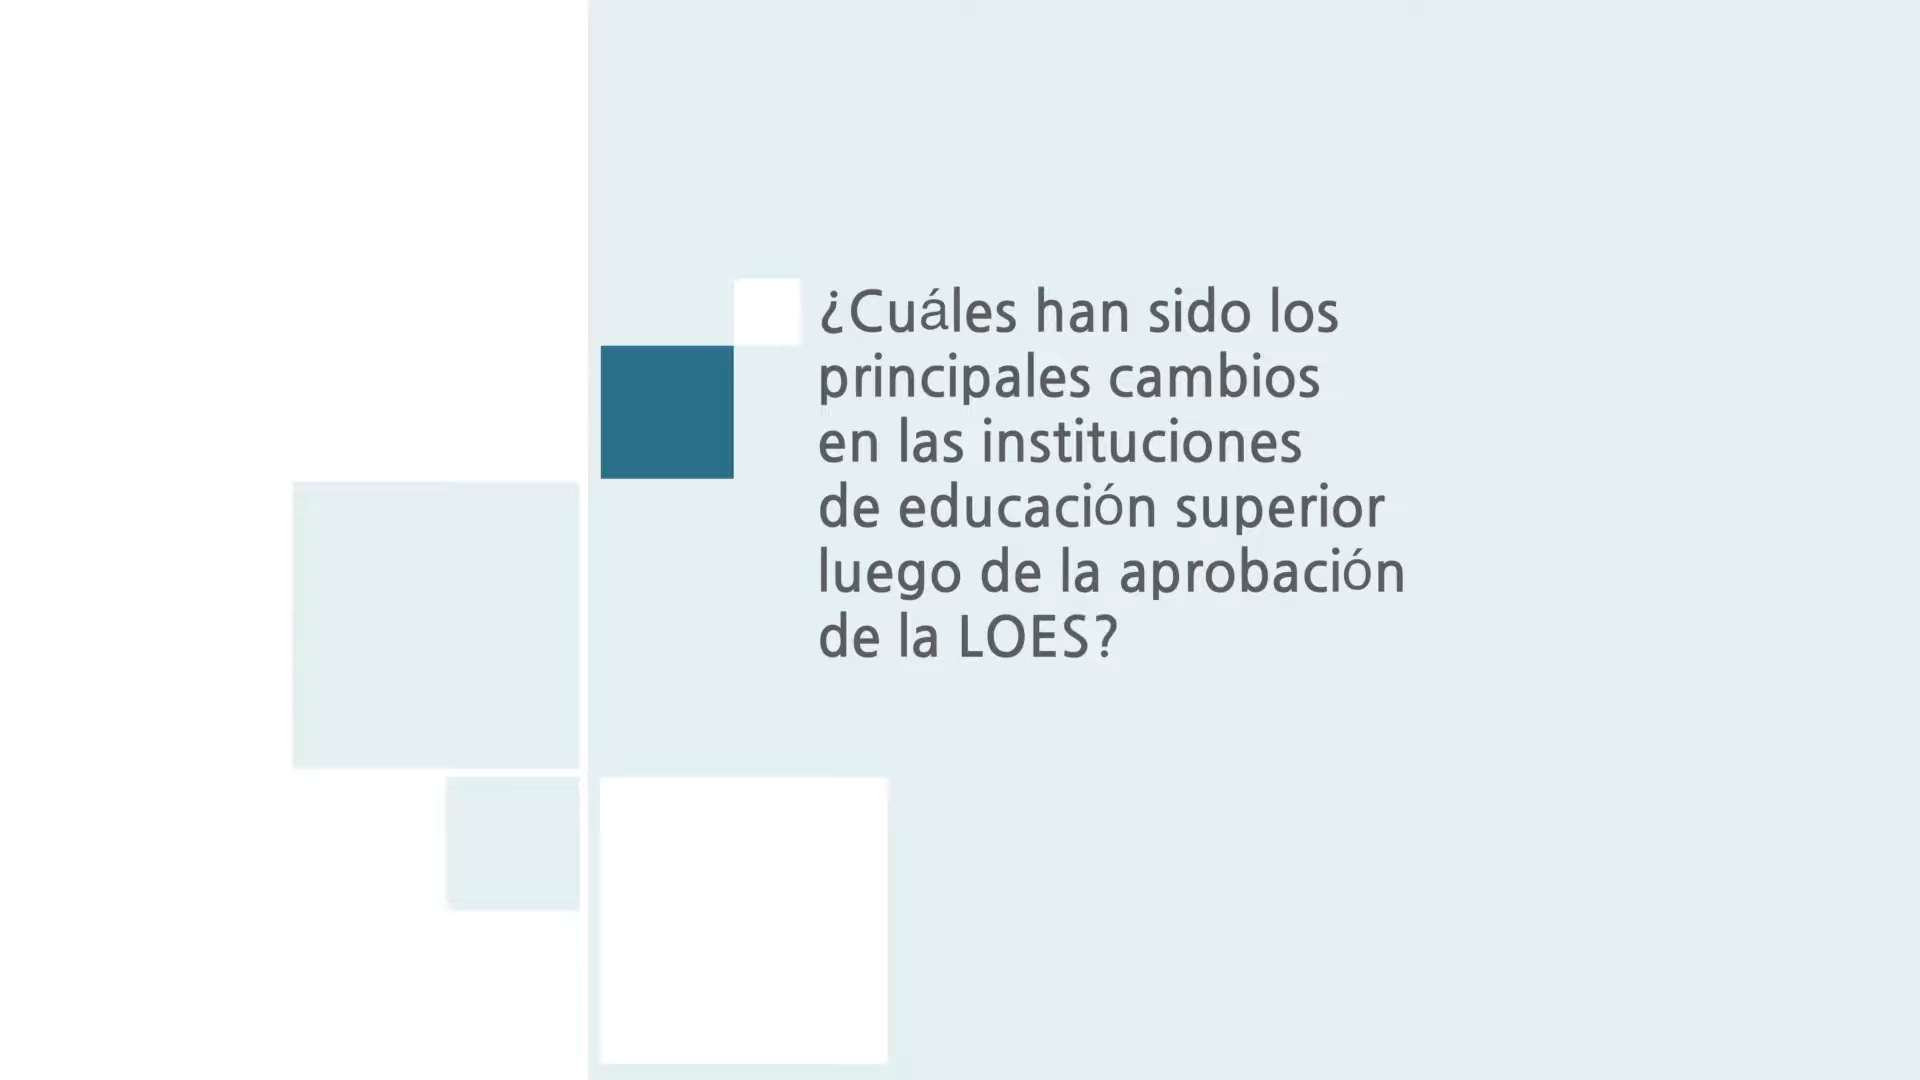 ¿Cuáles han sido los
principales cambios
en las instituciones
de educación superior
luego de la aprobación
de la LOES?